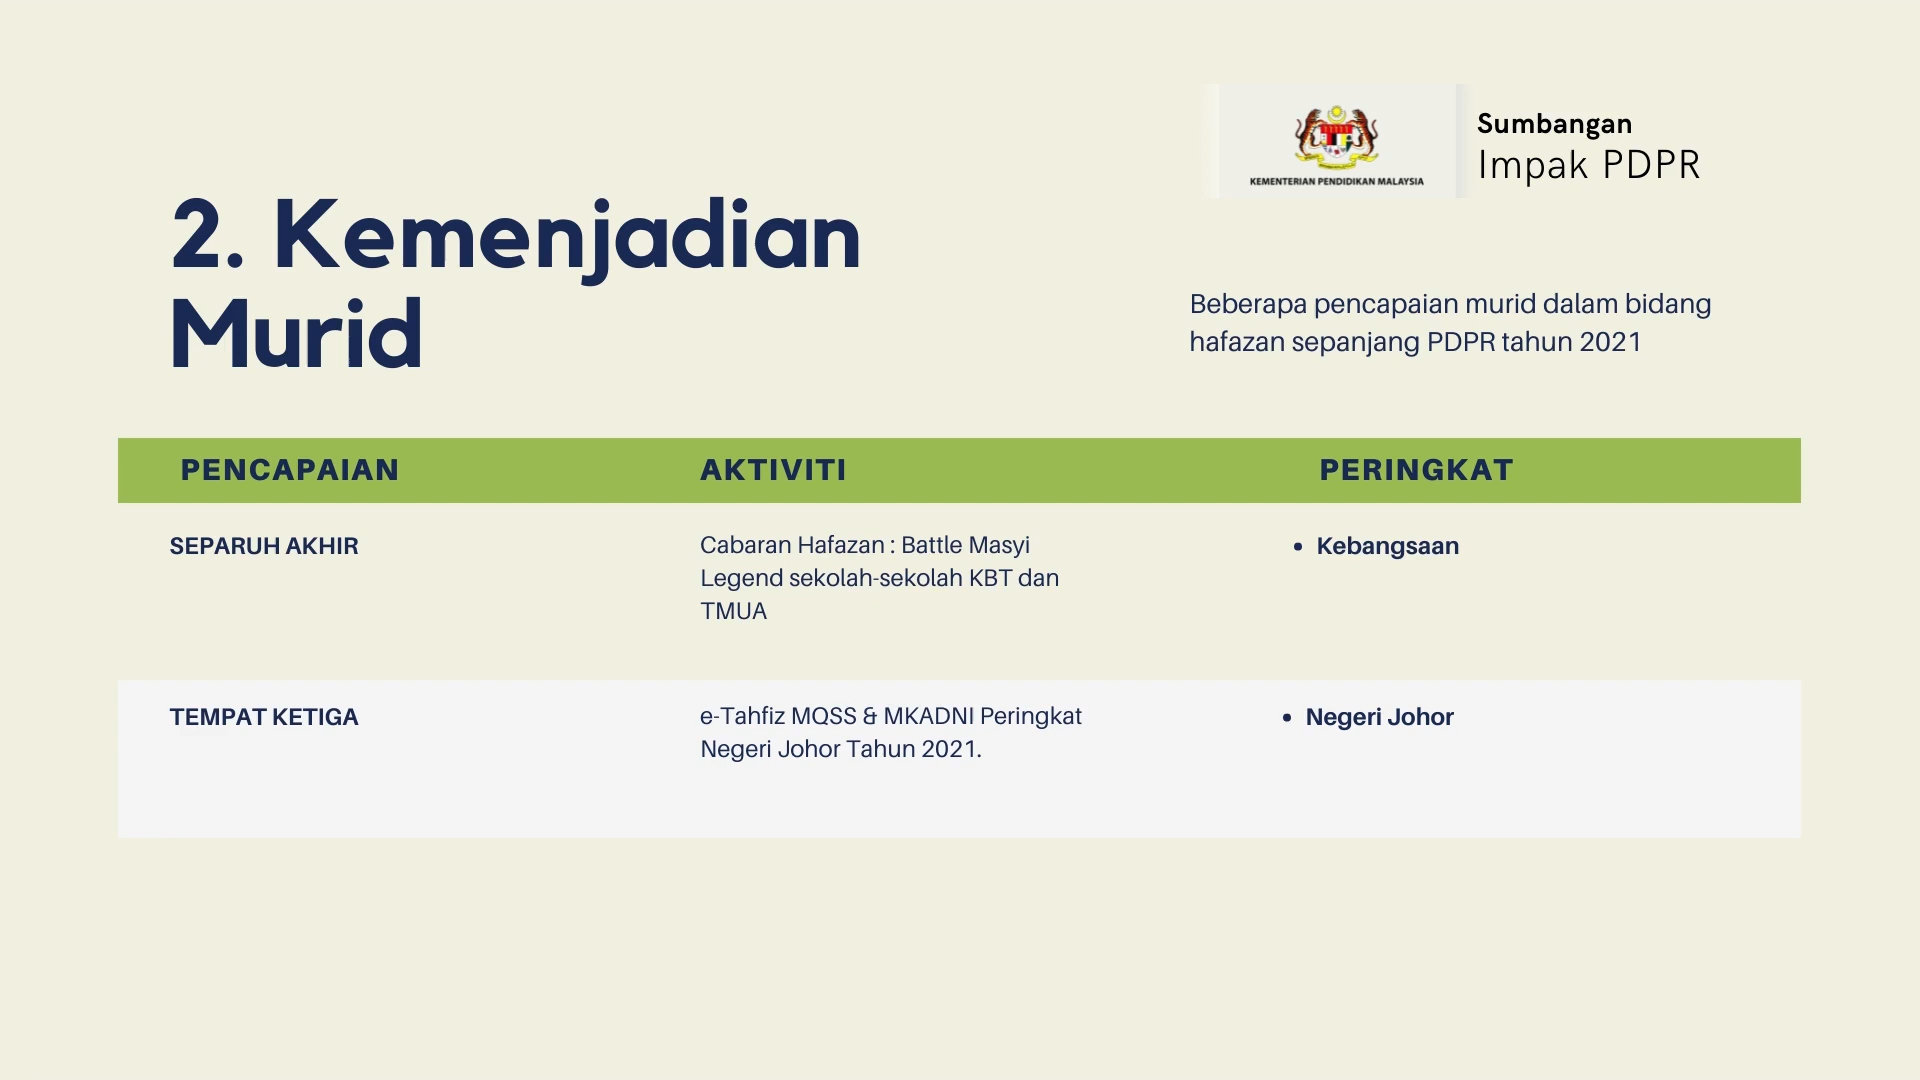 KEMENTERIAN PENDIDIKAN MALAYSIA
Sumbangan
Impak PDPR
2. Kemenjadian
Murid
Beberapa pencapaian murid dalam bidang
hafazan sepanjang PDPR tahun 2021
PENCAPAIAN AKTIVITI PERINGKAT
SEPARUH AKHIR
Cabaran Hafazan : Battle Masyi
Legend sekolah-sekolah KBT dan
TMUA
• Kebangsaan
TEMPAT KETIGA
e-Tahfiz MQSS & MKADNI Peringkat
Negeri Johor Tahun 2021.
• Negeri Johor